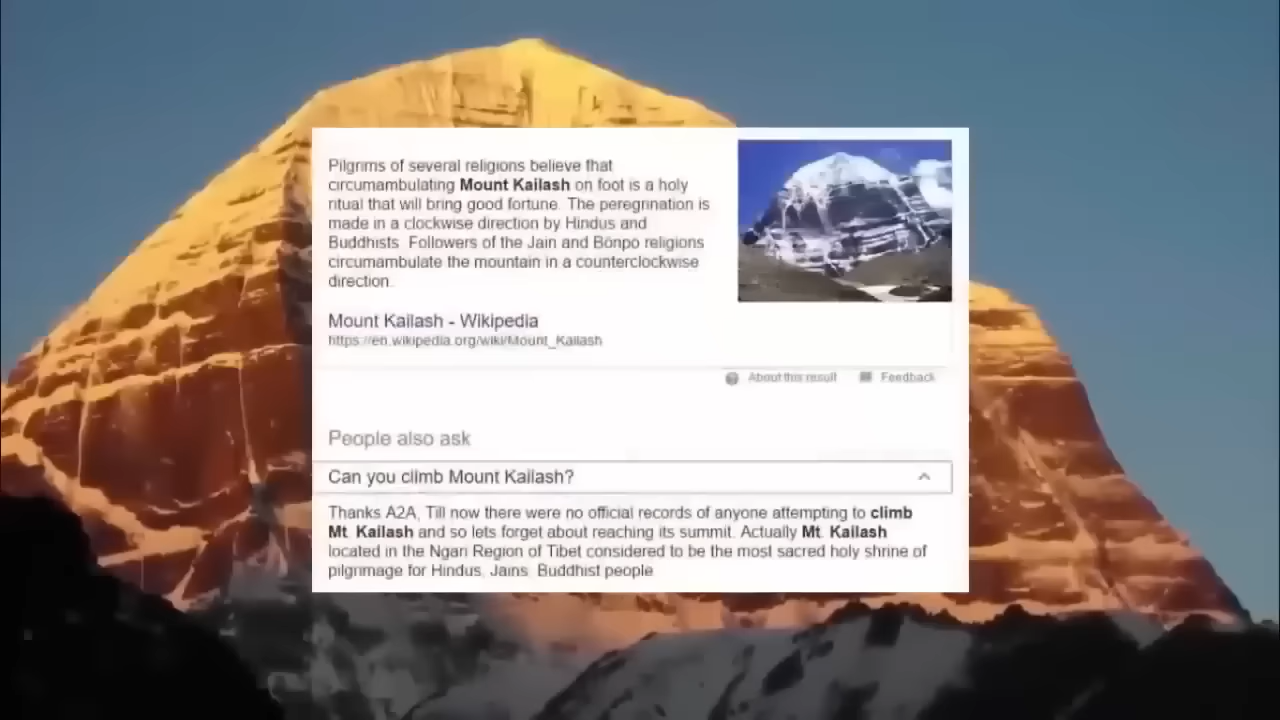 Pilgrims of several religions believe that
circumambulating Mount Kailash on foot is a holy
ritual that will bring good fortune. The peregrination is
made in a clockwise direction by Hindus and
Buddhists. Followers of the Jain and Bönpo religions
circumambulate the mountain in a counterclockwise
direction.
Mount Kailash - Wikipedia
https://en.wikipedia.org/wiki/Mount_Kailash
About this result
Feedback
People also ask
Can you climb Mount Kailash?
Thanks A2A, Till now there were no official records of anyone attempting to climb
Mt. Kailash and so lets forget about reaching its summit. Actually Mt. Kailash
located in the Ngari Region of Tibet considered to be the most sacred holy shrine of
pilgrimage for Hindus, Jains, Buddhist people